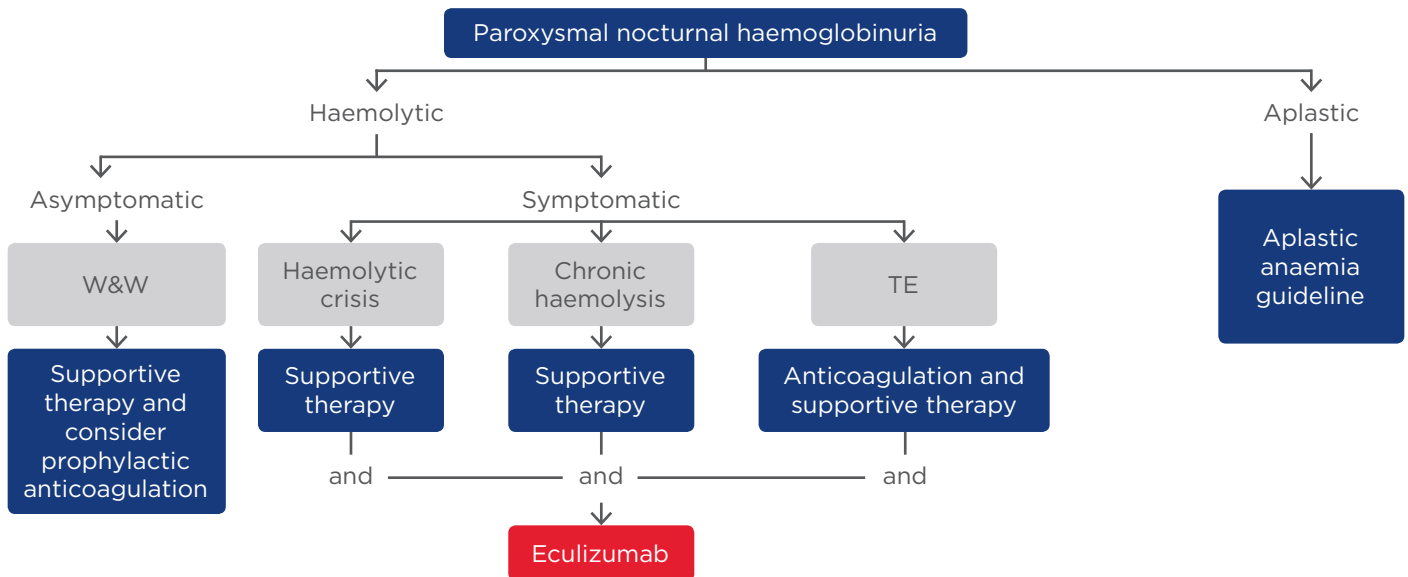 Paroxysmal nocturnal haemoglobinuria
Haemolytic
Aplastic
Asymptomatic
Symptomatic
W&W
Haemolytic
crisis
Chronic
haemolysis
TE
Aplastic
anaemia
guideline
Supportive
therapy and
consider
prophylactic
anticoagulation
Supportive
therapy
Supportive
therapy
Anticoagulation and
supportive therapy
and
and
and
Eculizumab